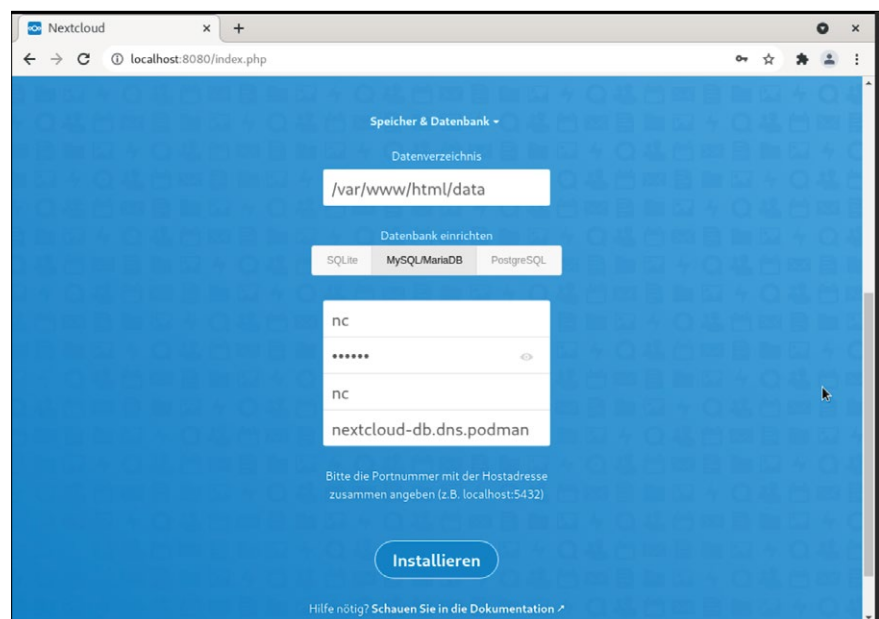 Nextcloud
localhost:8080/index.php
Speicher & Datenbank
Datenverzeichnis
/var/www/html/data
Datenbank einrichten
SQLite MySQL/MariaDB PostgreSQL
nc
••••••
nc
nextcloud-db.dns.podman
Bitte die Portnummer mit der Hostadresse
zusammen angeben (z.B. localhost:5432)
Installieren
Hilfe nötig? Schauen Sie in die Dokumentation ↗